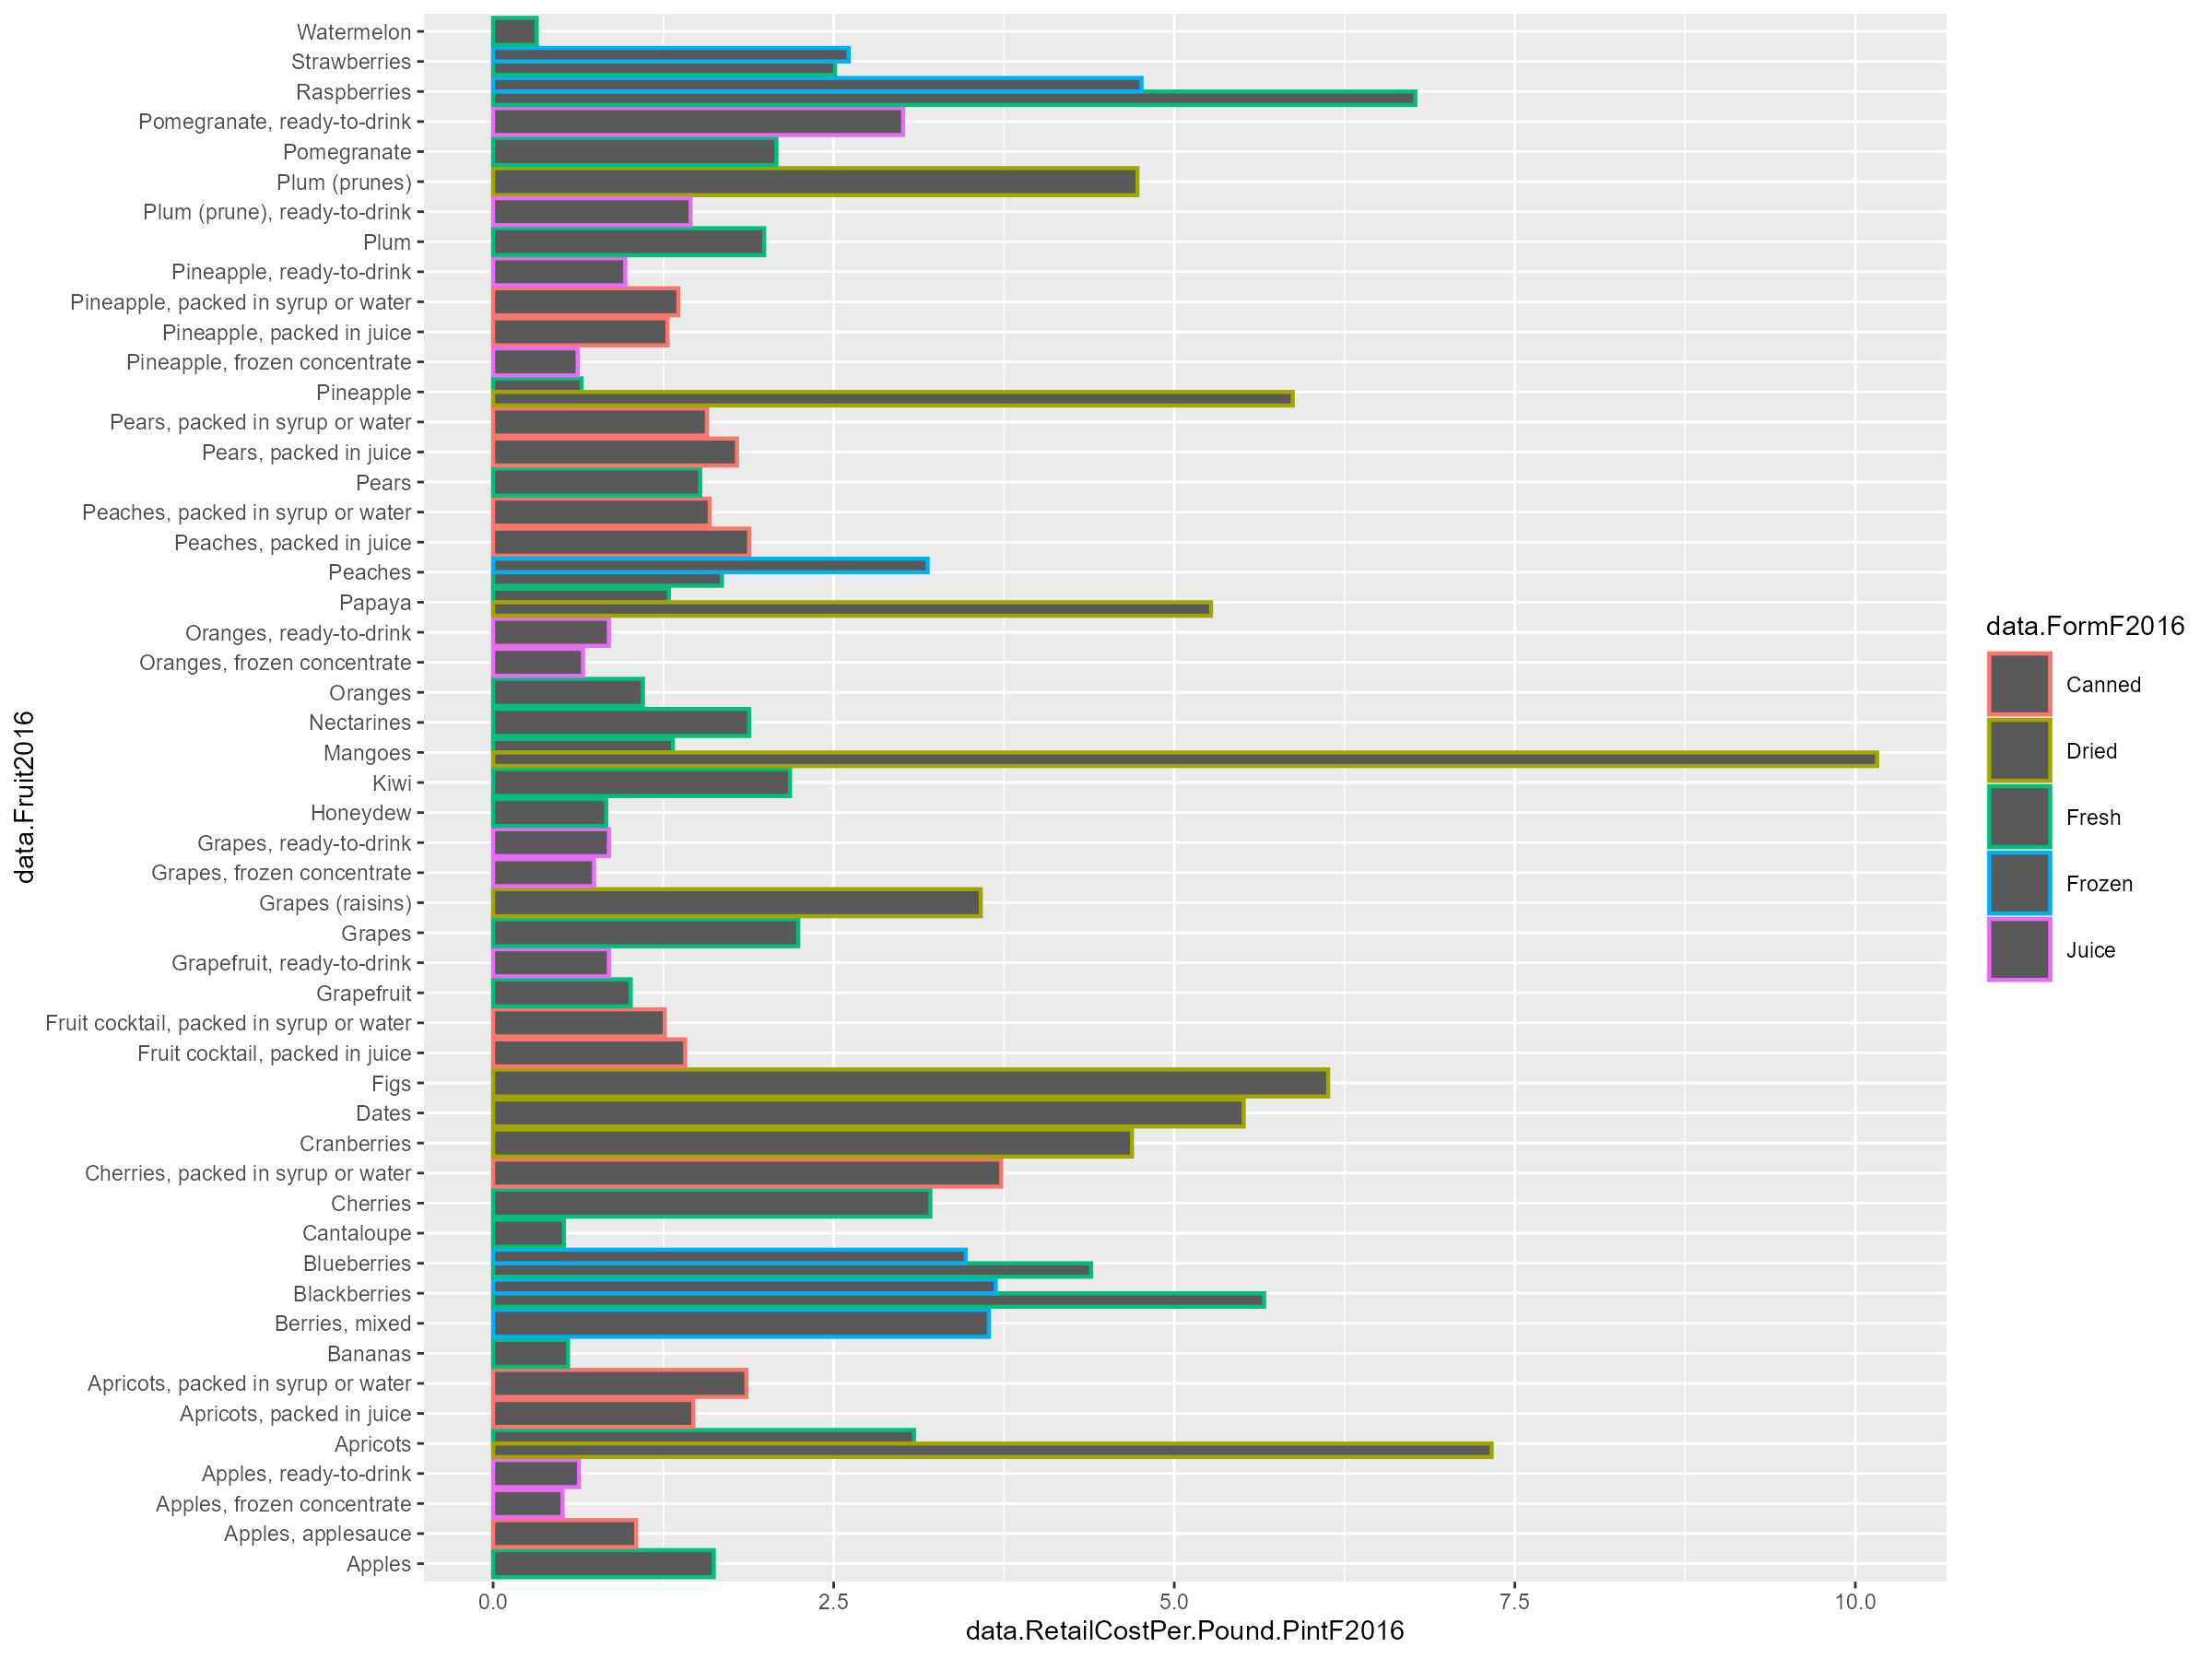 Watermelon
Strawberries
Raspberries
Pomegranate, ready-to-drink
Pomegranate
Plum (prunes)
Plum (prune), ready-to-drink
Plum
Pineapple, ready-to-drink
Pineapple, packed in syrup or water
Pineapple, packed in juice
Pineapple, frozen concentrate
Pineapple
Pears, packed in syrup or water
Pears, packed in juice
Pears
Peaches, packed in syrup or water
Peaches, packed in juice
Peaches
Papaya
Oranges, ready-to-drink
Oranges, frozen concentrate
Oranges
Nectarines
Mangoes
Kiwi
Honeydew
Grapes, ready-to-drink
Grapes, frozen concentrate
Grapes (raisins)
Grapes
Grapefruit, ready-to-drink
Grapefruit
Fruit cocktail, packed in syrup or water
Fruit cocktail, packed in juice
Figs
Dates
Cranberries
Cherries, packed in syrup or water
Cherries
Cantaloupe
Blueberries
Blackberries
Berries, mixed
Bananas
Apricots, packed in syrup or water
Apricots, packed in juice
Apricots
Apples, ready-to-drink
Apples, frozen concentrate
Apples, applesauce
Apples
data.Fruit2016
0.0 2.5 5.0 7.5 10.0
data.RetailCostPer.Pound.PintF2016
data.FormF2016
Canned
Dried
Fresh
Frozen
Juice